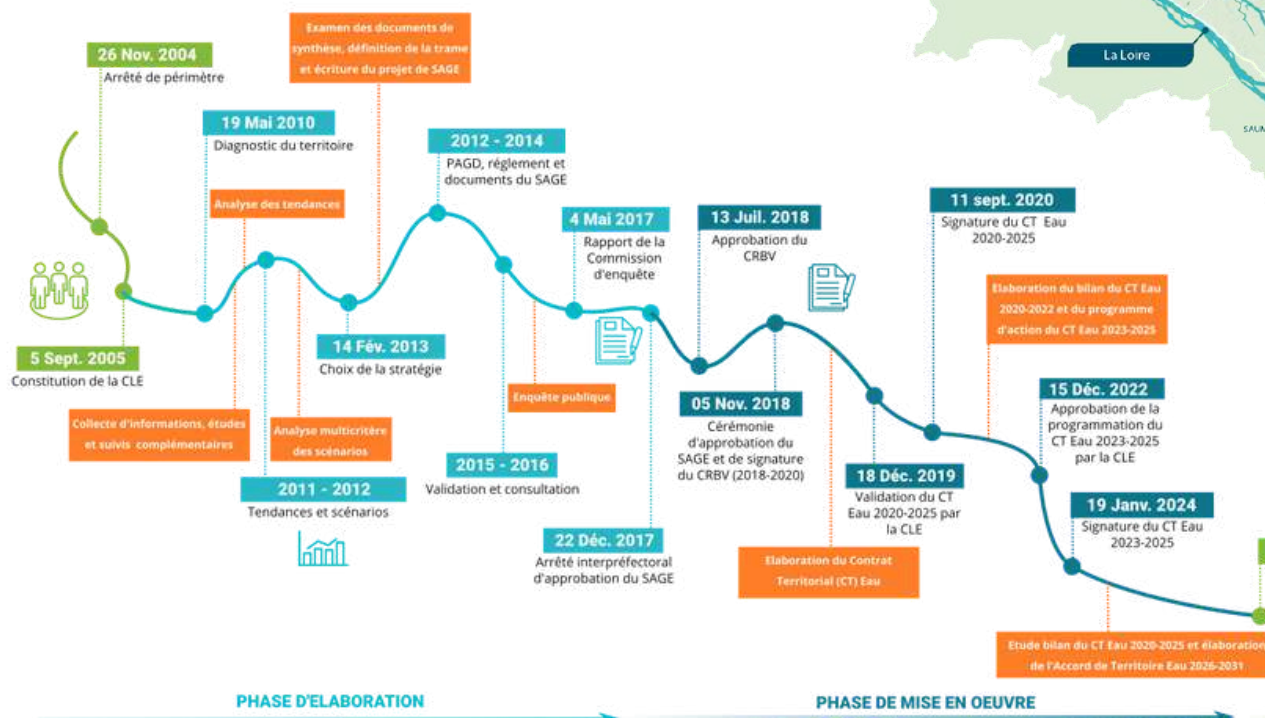 26 Nov. 2004
Arrêté de périmètre
5 Sept. 2005
Constitution de la CLE
19 Mai 2010
Diagnostic du territoire
Collecte d'informations, études
et suivis complémentaires
Analyse des tendances
2011 - 2012
Tendances et scénarios
Analyse multicritère
des scénarios
14 Fév. 2013
Choix de la stratégie
Examen des documents de
synthèse, définition de la trame
et écriture du projet de SAGE
2012 - 2014
PAGD, réglement et
documents du SAGE
2015 - 2016
Validation et consultation
Enquête publique
4 Mai 2017
Rapport de la
Commission
d'enquête
22 Déc. 2017
Arrêté interpréfectoral
d'approbation du SAGE
13 Juil. 2018
Approbation du
CRBV
05 Nov. 2018
Cérémonie
d'approbation du
SAGE et de signature
du CRBV (2018-2020)
Elaboration du Contrat
Territorial (CT) Eau
18 Déc. 2019
Validation du CT
Eau 2020-2025 par
la CLE
11 sept. 2020
Signature du CT Eau
2020-2025
Elaboration du bilan du CT Eau
2020-2022 et du programme
d'action du CT Eau 2023-2025
15 Déc. 2022
Approbation de la
programmation du
CT Eau 2023-2025
par la CLE
19 Janv. 2024
Signature du CT Eau
2023-2025
Etude bilan du CT Eau 2020-2025 et élaboration
de l'Accord de Territoire Eau 2026-2031
La Loire
SAUM
PHASE D'ELABORATION
PHASE DE MISE EN OEUVRE